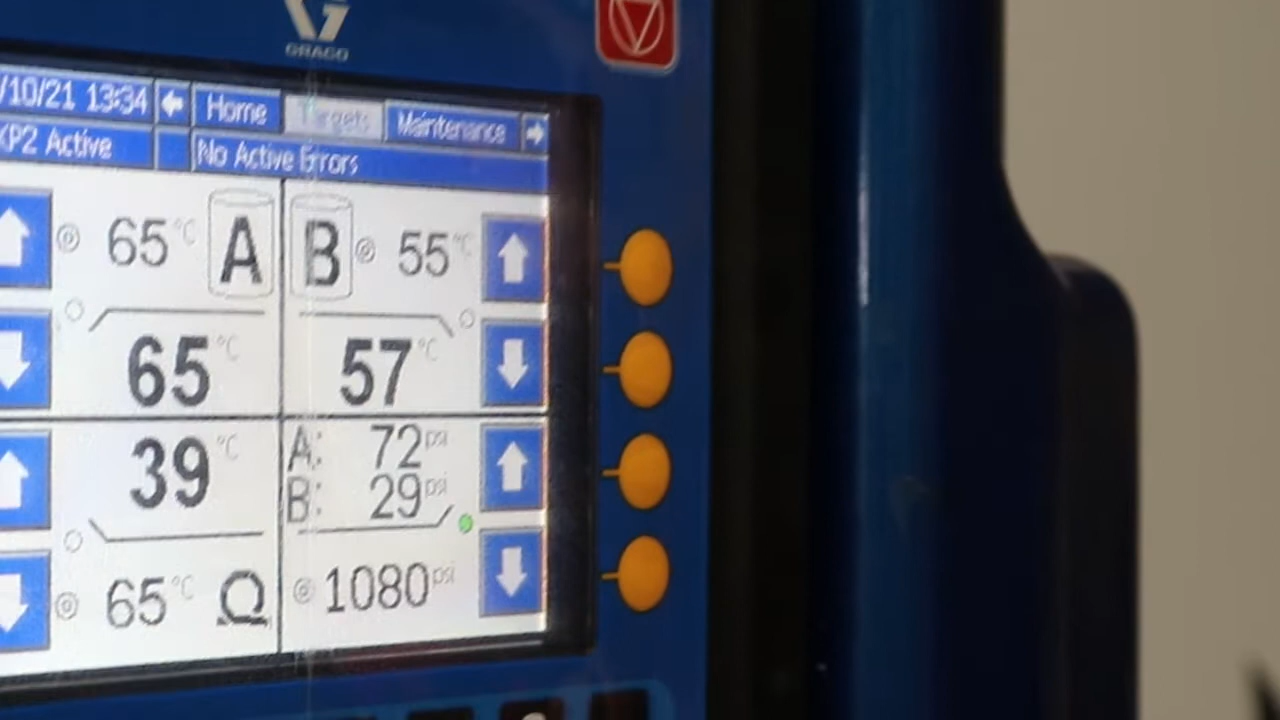 GRACO
/10/21 13:34 Home Targets Maintenance
XP2 Active No Active Errors
65 °C A B 55 °C
65 °C 57 °C
39 °C A: 72 psi
B: 29 psi
65 °C Ω 1080 psi